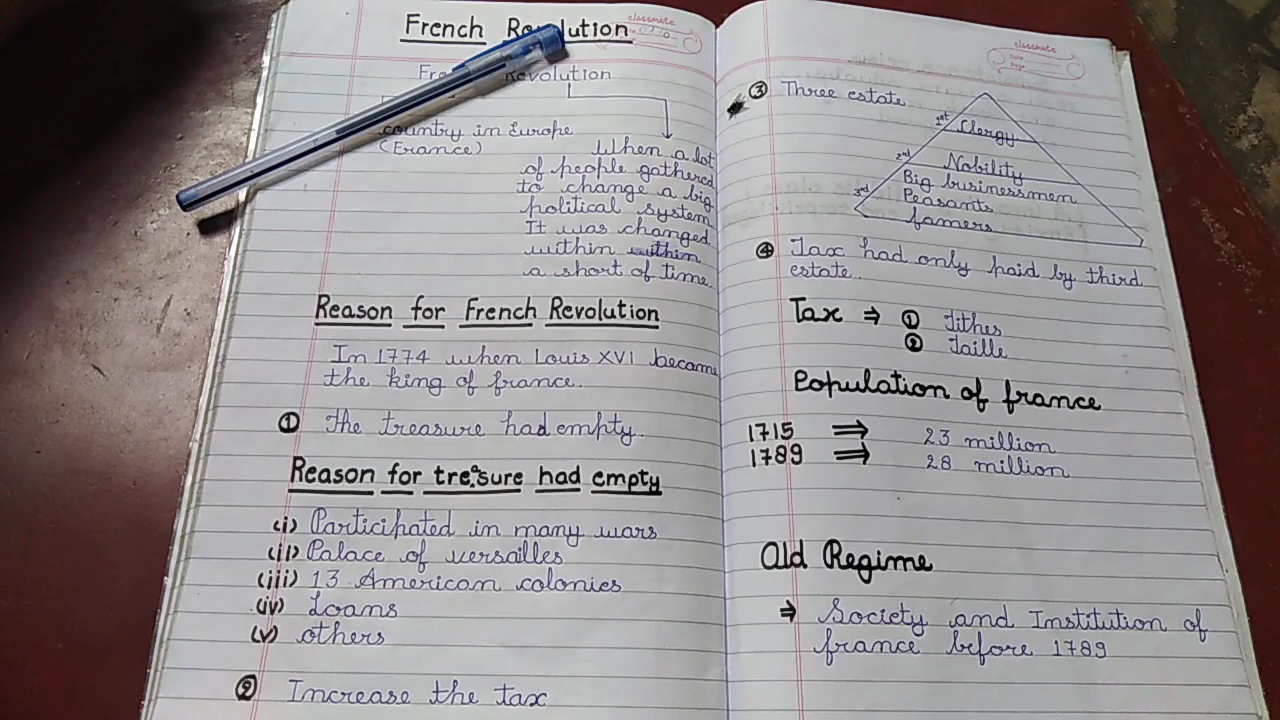 French Revolution
classmate
Revolution
country in Europe
(France)
When a lot
of people gathered
to change a big
political system
It was changed
within within
a short of time.
Reason for French Revolution
In 1774 when Louis XVI became
the king of france.
① The treasure had empty.
Reason for treasure had empty
(i) Participated in many wars
(ii) Palace of versailles
(iii) 13 American colonies
(iv) Loans
(v) others
② Increase the tax
classmate
Date
Page
③ Three estate
1st Clergy
2nd Nobility
Big businessmen
3rd Peasants
famers
④ Tax had only paid by third
estate.
Tax ⇒ ① Tithes
② Taille
Population of france
1715 ⇒ 23 million
1789 ⇒ 28 million
Old Regime
⇒ Society and Institution of
france before 1789